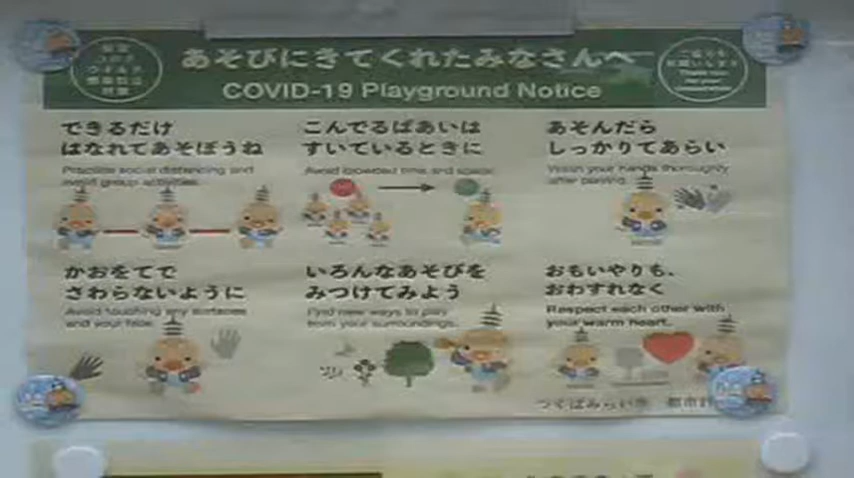 あそびにきてくれたみなさんへ
COVID-19 Playground Notice
できるだけ
はなれてあそぼうね
Practice social distancing and
avoid group activities.
こんでるばあいは
すいているときに
Avoid crowded time and space.
あそんだら
しっかりてあらい
Wash your hands thoroughly
after playing.
かおをてで
さわらないように
Avoid touching any surfaces
and your face.
いろんなあそびを
みつけてみよう
Find new ways to play
from your surroundings.
おもいやりも、
おわすれなく
Respect each other with
your warm heart.
つくばみらい市 都市計